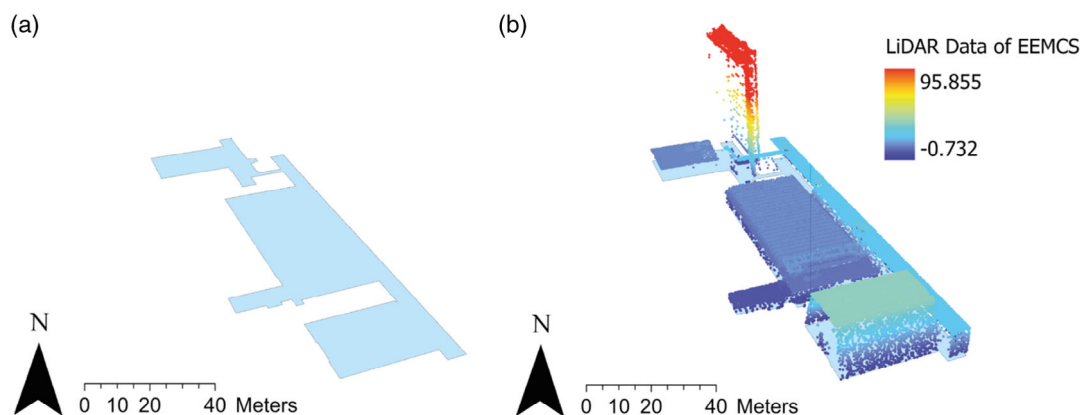 (a)
(b)
LiDAR Data of EEMCS
95.855
-0.732
N
0 10 20 40 Meters
N
0 10 20 40 Meters